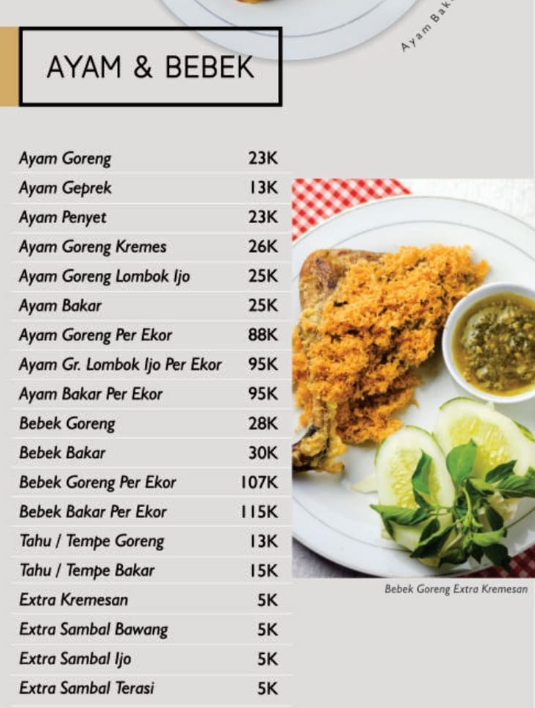 Ayam Bak
AYAM & BEBEK
Ayam Goreng 23K
Ayam Geprek 13K
Ayam Penyet 23K
Ayam Goreng Kremes 26K
Ayam Goreng Lombok Ijo 25K
Ayam Bakar 25K
Ayam Goreng Per Ekor 88K
Ayam Gr. Lombok Ijo Per Ekor 95K
Ayam Bakar Per Ekor 95K
Bebek Goreng 28K
Bebek Bakar 30K
Bebek Goreng Per Ekor 107K
Bebek Bakar Per Ekor 115K
Tahu / Tempe Goreng 13K
Tahu / Tempe Bakar 15K
Extra Kremesan 5K
Extra Sambal Bawang 5K
Extra Sambal Ijo 5K
Extra Sambal Terasi 5K
Bebek Goreng Extra Kremesan